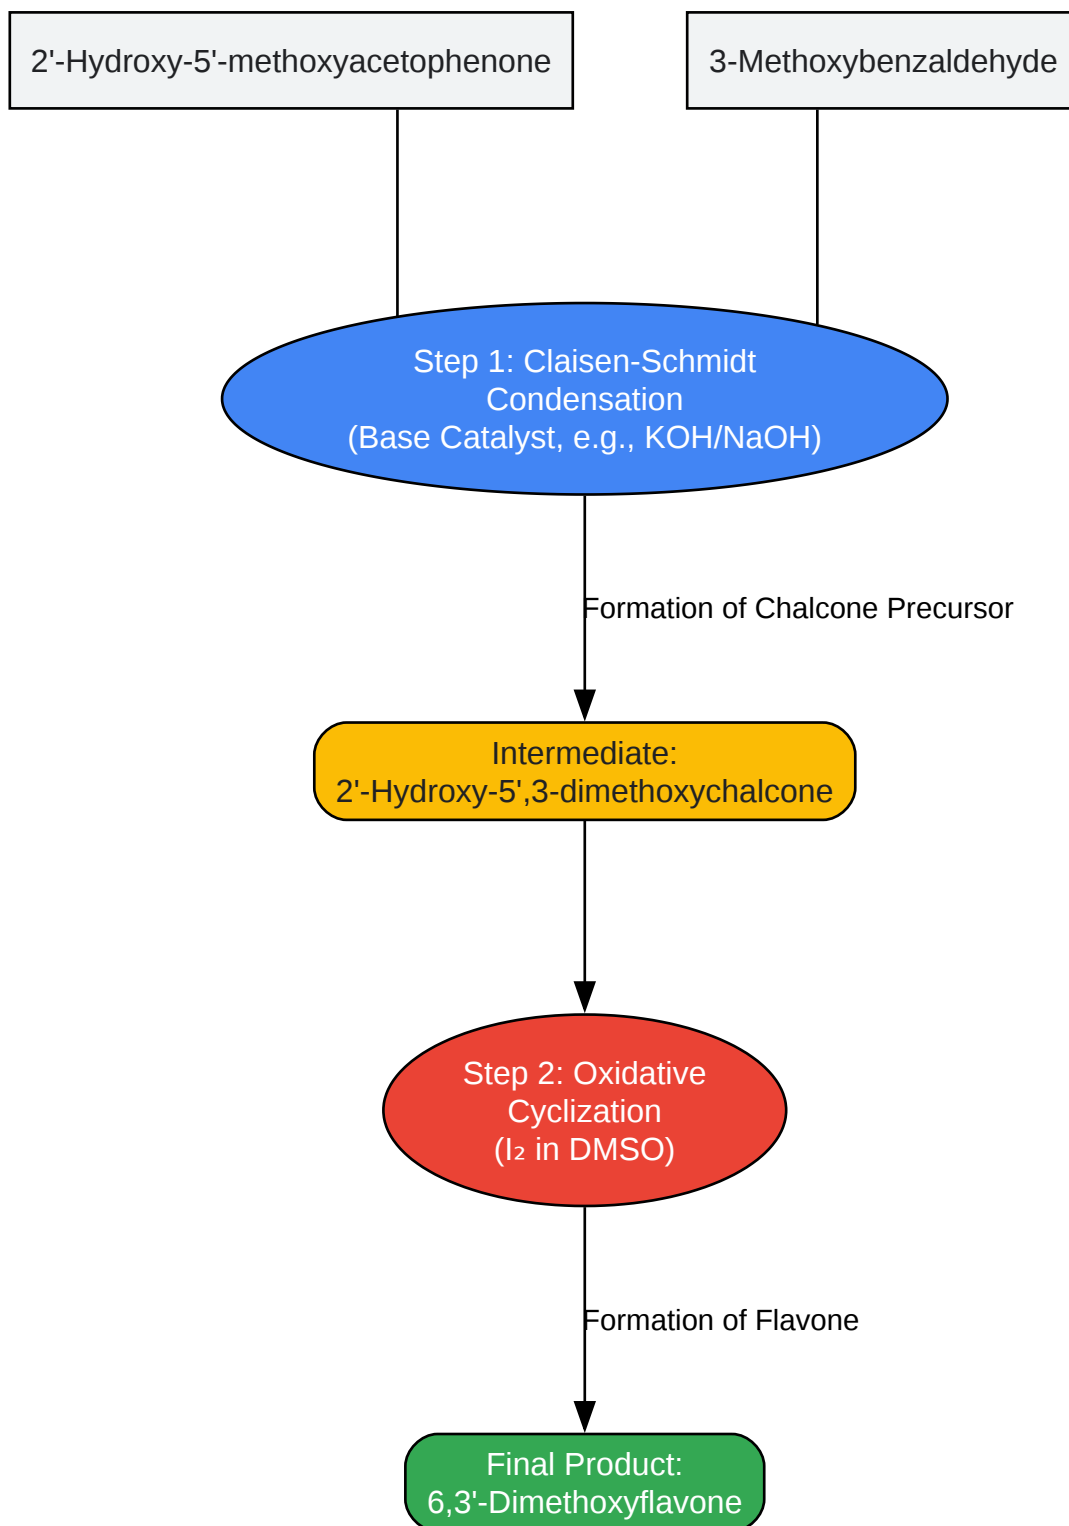 2'-Hydroxy-5'-methoxyacetophenone
3-Methoxybenzaldehyde
Step 1: Claisen-Schmidt
Condensation
(Base Catalyst, e.g., KOH/NaOH)
Formation of Chalcone Precursor
Intermediate:
2'-Hydroxy-5',3-dimethoxychalcone
Step 2: Oxidative
Cyclization
(I₂ in DMSO)
Formation of Flavone
Final Product:
6,3'-Dimethoxyflavone